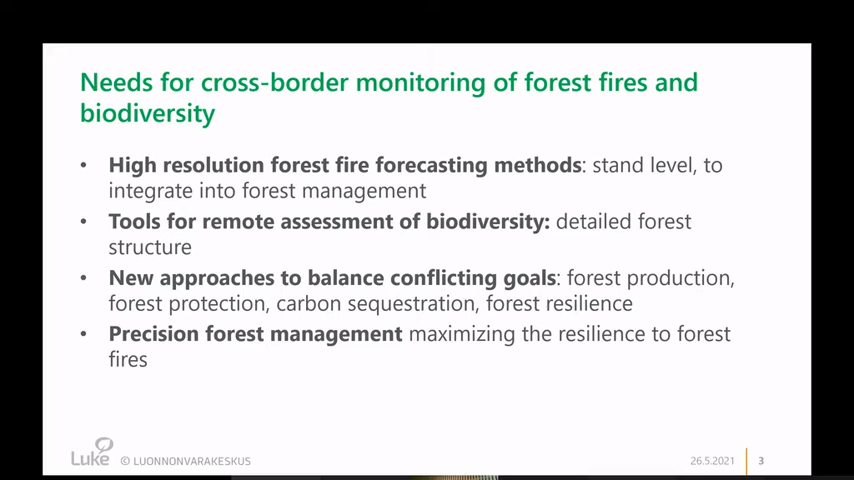 Needs for cross-border monitoring of forest fires and
biodiversity
• High resolution forest fire forecasting methods: stand level, to
integrate into forest management
• Tools for remote assessment of biodiversity: detailed forest
structure
• New approaches to balance conflicting goals: forest production,
forest protection, carbon sequestration, forest resilience
• Precision forest management maximizing the resilience to forest
fires
Luke © LUONNONVARAKESKUS 26.5.2021 3